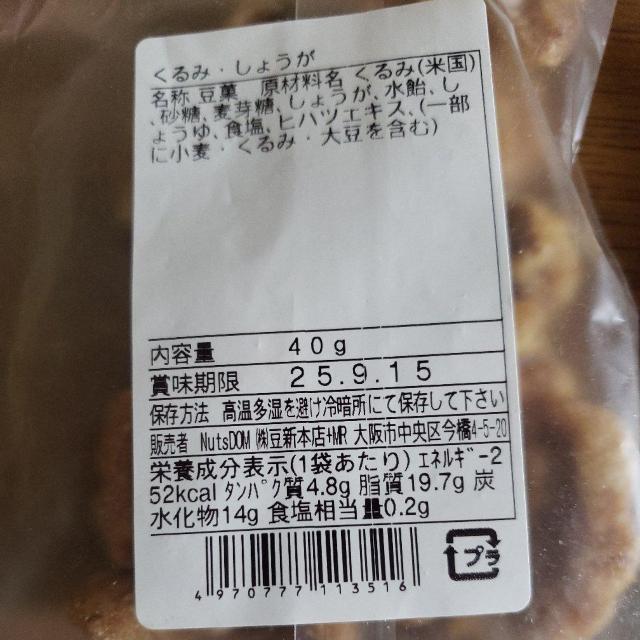 くるみ・しょうが
名称 豆菓 原材料名 くるみ(米国)
、砂糖、麦芽糖、しょうが、水飴、し
ょうゆ、食塩、ヒハツエキス、(一部
に小麦・くるみ・大豆を含む)
内容量 40g
賞味期限 25.9.15
保存方法 高温多湿を避け冷暗所にて保存して下さい
販売者 NutsDOM ㈱豆新本店+MR 大阪市中央区今橋4-5-20
栄養成分表示(1袋あたり) エネルギー2
52kcal タンパク質4.8g 脂質19.7g 炭
水化物14g 食塩相当量0.2g
4 970777 113516
プラ